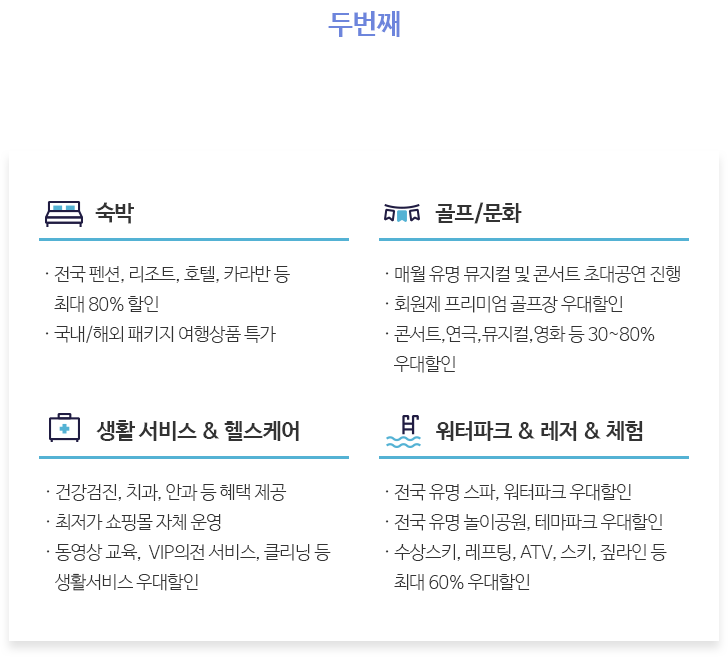 두번째
숙박
· 전국 펜션, 리조트, 호텔, 카라반 등
최대 80% 할인
· 국내/해외 패키지 여행상품 특가
골프/문화
· 매월 유명 뮤지컬 및 콘서트 초대공연 진행
· 회원제 프리미엄 골프장 우대할인
· 콘서트,연극,뮤지컬,영화 등 30~80%
우대할인
생활 서비스 & 헬스케어
· 건강검진, 치과, 안과 등 혜택 제공
· 최저가 쇼핑몰 자체 운영
· 동영상 교육, VIP의전 서비스, 클리닝 등
생활서비스 우대할인
워터파크 & 레저 & 체험
· 전국 유명 스파, 워터파크 우대할인
· 전국 유명 놀이공원, 테마파크 우대할인
· 수상스키, 레프팅, ATV, 스키, 짚라인 등
최대 60% 우대할인